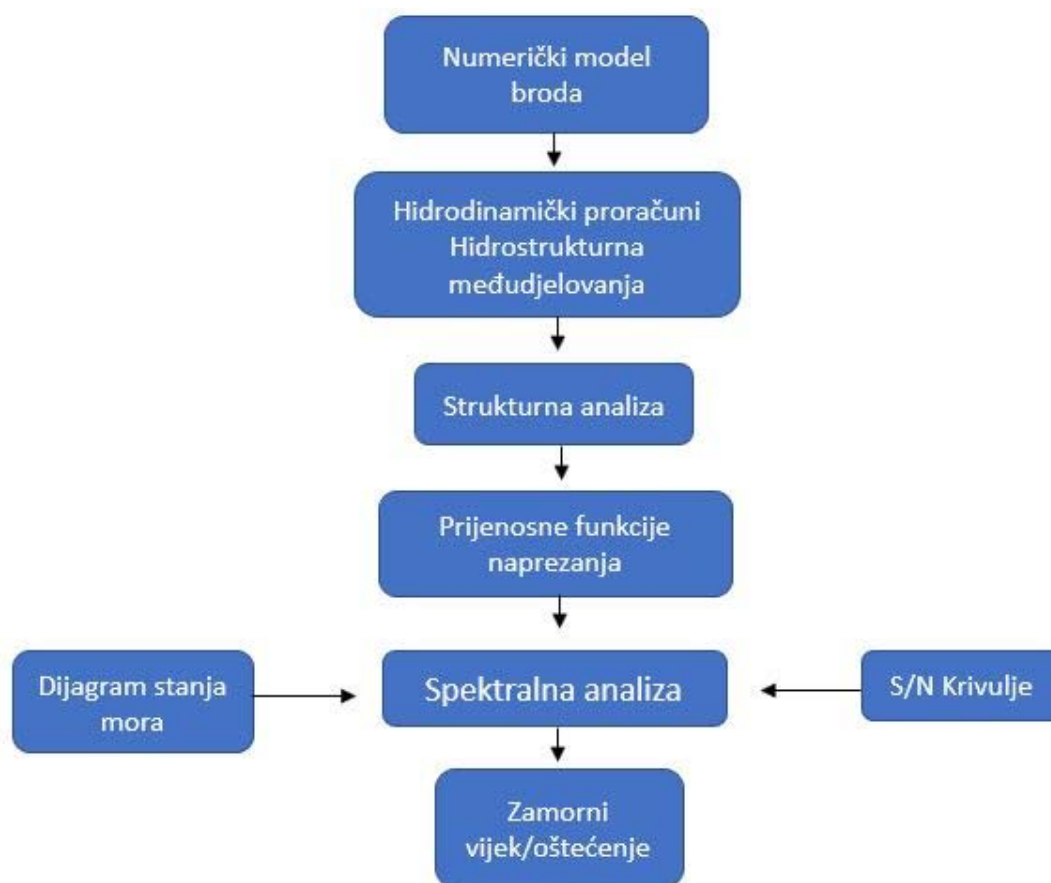 Numerički model
broda
Hidrodinamički proračuni
Hidrostrukturna
međudjelovanja
Strukturna analiza
Prijenosne funkcije
naprezanja
Dijagram stanja
mora
Spektralna analiza
S/N Krivulje
Zamorni
vijek/oštećenje